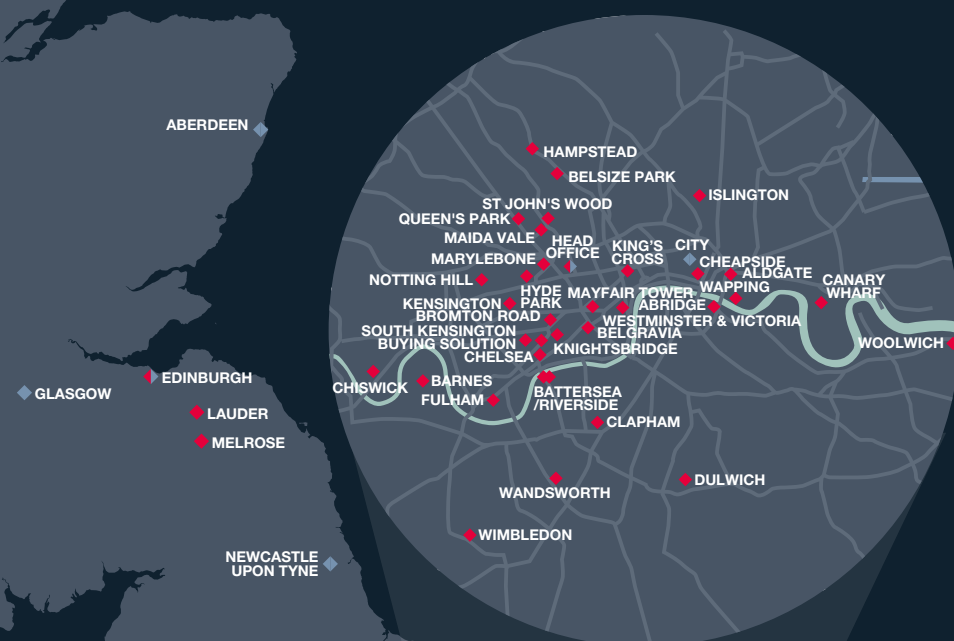 ABERDEEN
HAMPSTEAD
BELSIZE PARK
ISLINGTON
ST JOHN'S WOOD
QUEEN'S PARK
MAIDA VALE
HEAD
OFFICE
KING'S
CROSS
CITY
MARYLEBONE
CHEAPSIDE
ALDGATE
NOTTING HILL
HYDE
PARK
MAYFAIR
TOWER
ABRIDGE
WAPPING
CANARY
WHARF
KENSINGTON
BROMTON ROAD
WESTMINSTER & VICTORIA
SOUTH KENSINGTON
BELGRAVIA
BUYING SOLUTION
KNIGHTSBRIDGE
WOOLWICH
CHELSEA
CHISWICK
BARNES
FULHAM
BATTERSEA
/RIVERSIDE
CLAPHAM
EDINBURGH
GLASGOW
LAUDER
MELROSE
WANDSWORTH
DULWICH
WIMBLEDON
NEWCASTLE
UPON TYNE